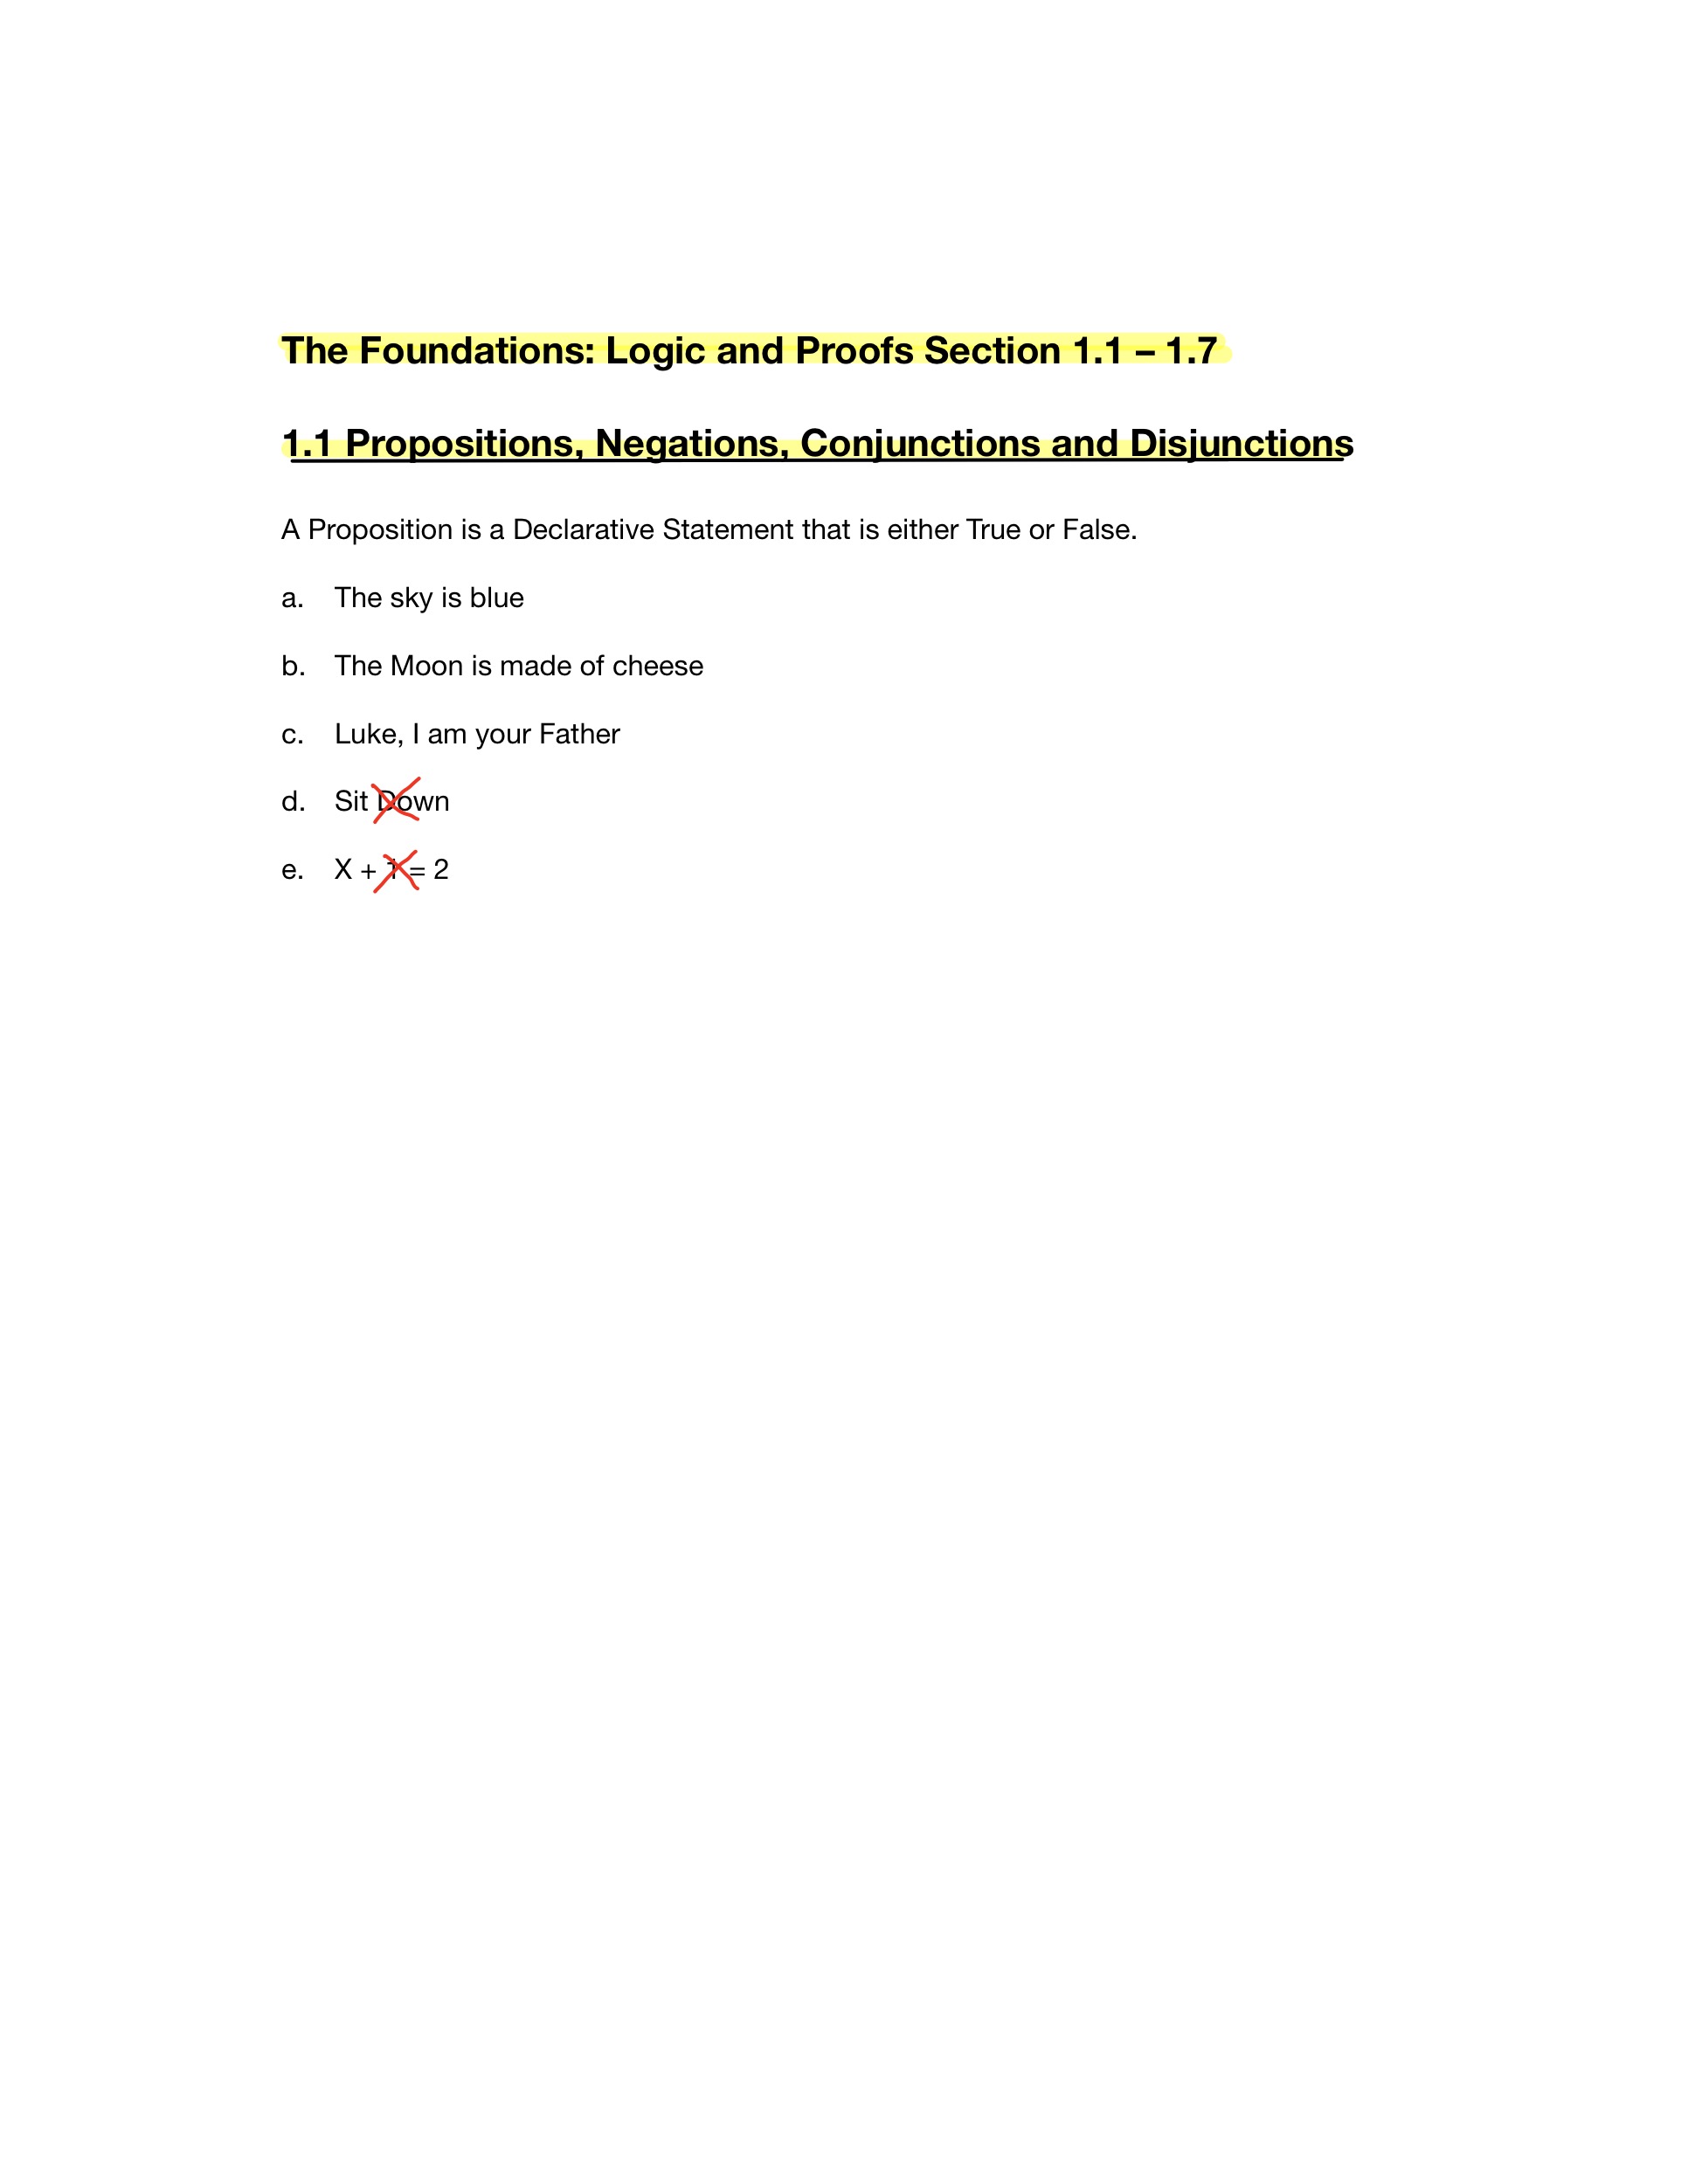 The Foundations: Logic and Proofs Section 1.1 – 1.7
1.1 Propositions, Negations, Conjunctions and Disjunctions
A Proposition is a Declarative Statement that is either True or False.
a. The sky is blue
b. The Moon is made of cheese
c. Luke, I am your Father
d. Sit Down
e. X + 1 = 2